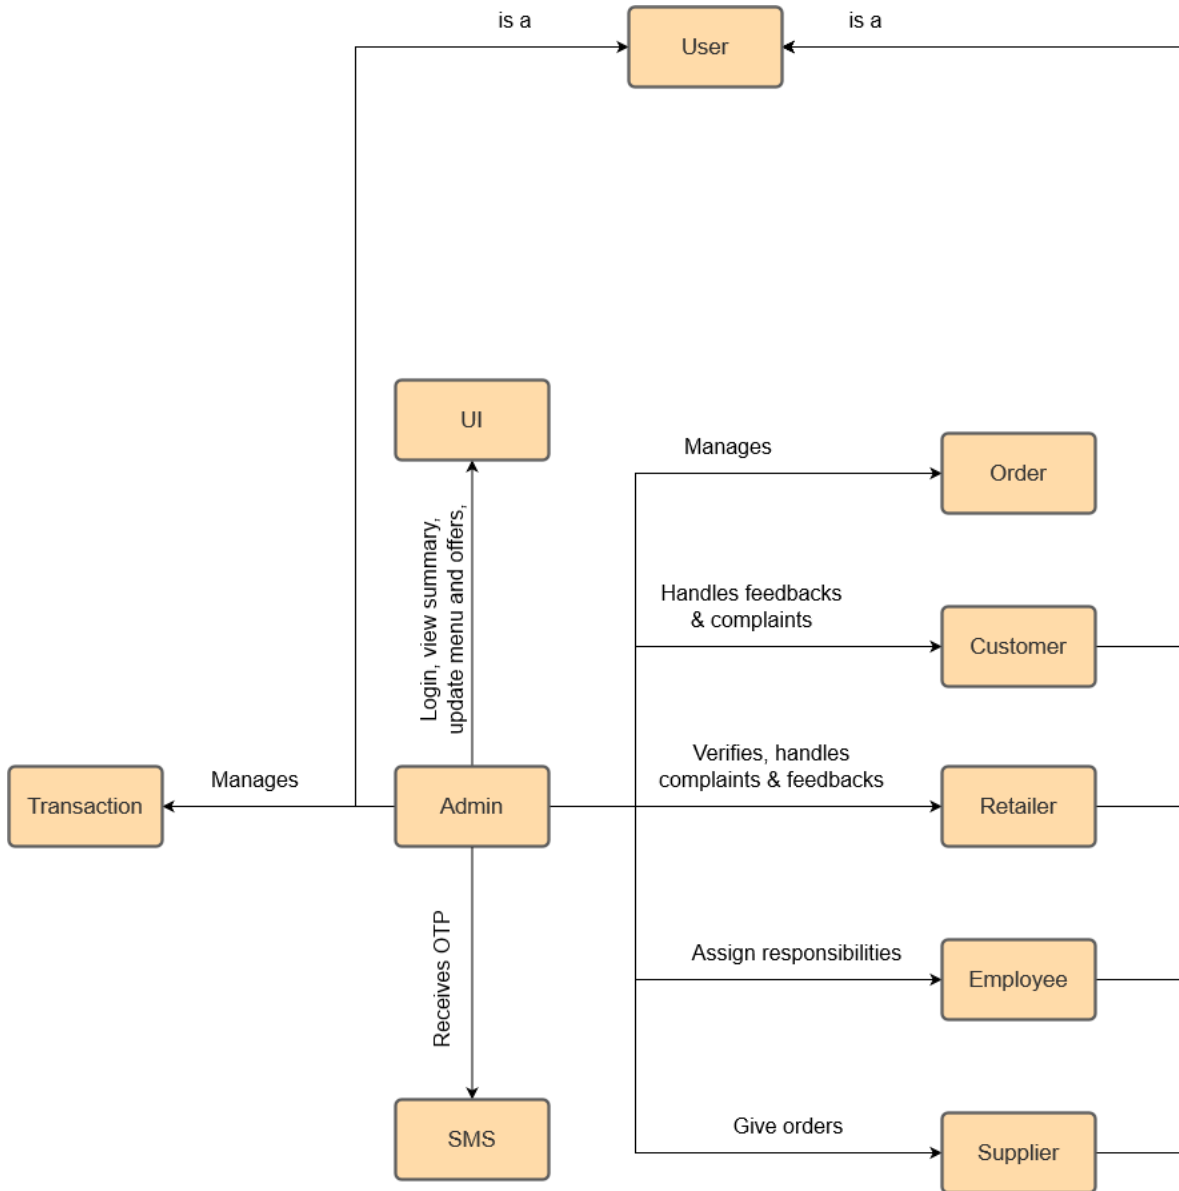 is a
User
is a
UI
Login, view summary,
update menu and offers,
Manages
Order
Handles feedbacks
& complaints
Customer
Verifies, handles
complaints & feedbacks
Retailer
Manages
Transaction
Admin
Receives OTP
Assign responsibilities
Employee
SMS
Give orders
Supplier